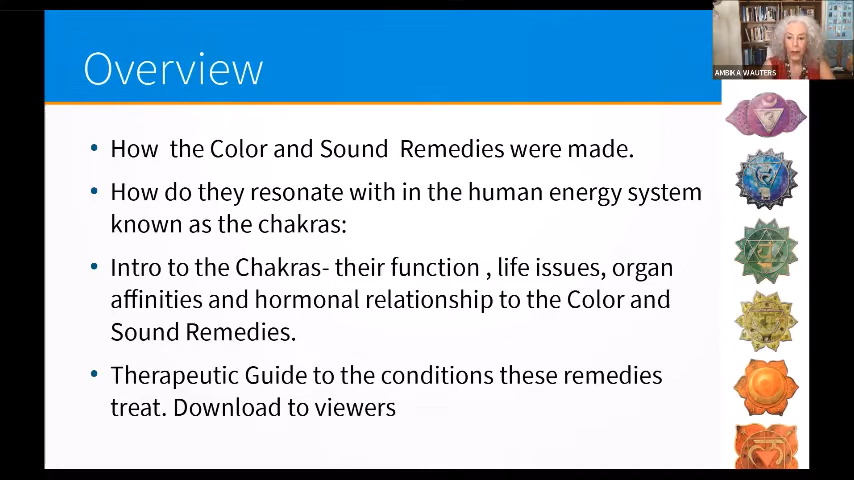 Overview
AMBIKA WAUTERS
• How the Color and Sound Remedies were made.
• How do they resonate with in the human energy system
known as the chakras:
• Intro to the Chakras- their function , life issues, organ
affinities and hormonal relationship to the Color and
Sound Remedies.
• Therapeutic Guide to the conditions these remedies
treat. Download to viewers